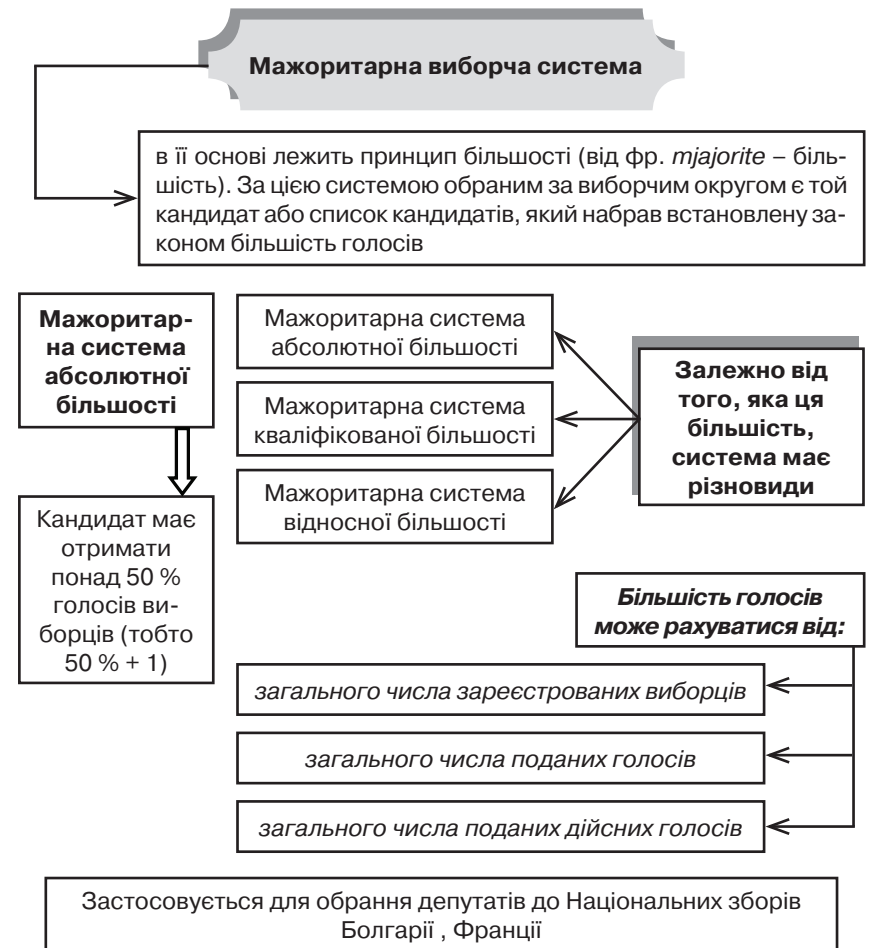 Мажоритарна виборча система
в її основі лежить принцип більшості (від фр. mjajorite – біль-
шість). За цією системою обраним за виборчим округом є той
кандидат або список кандидатів, який набрав встановлену за-
коном більшість голосів
Мажоритар-
на система
абсолютної
більшості
Кандидат має
отримати
понад 50 %
голосів ви-
борців (тобто
50 % + 1)
Мажоритарна система
абсолютної більшості
Мажоритарна система
кваліфікованої більшості
Мажоритарна система
відносної більшості
Залежно від
того, яка ця
більшість,
система має
різновиди
Більшість голосів
може рахуватися від:
загального числа зареєстрованих виборців
загального числа поданих голосів
загального числа поданих дійсних голосів
Застосовується для обрання депутатів до Національних зборів
Болгарії , Франції